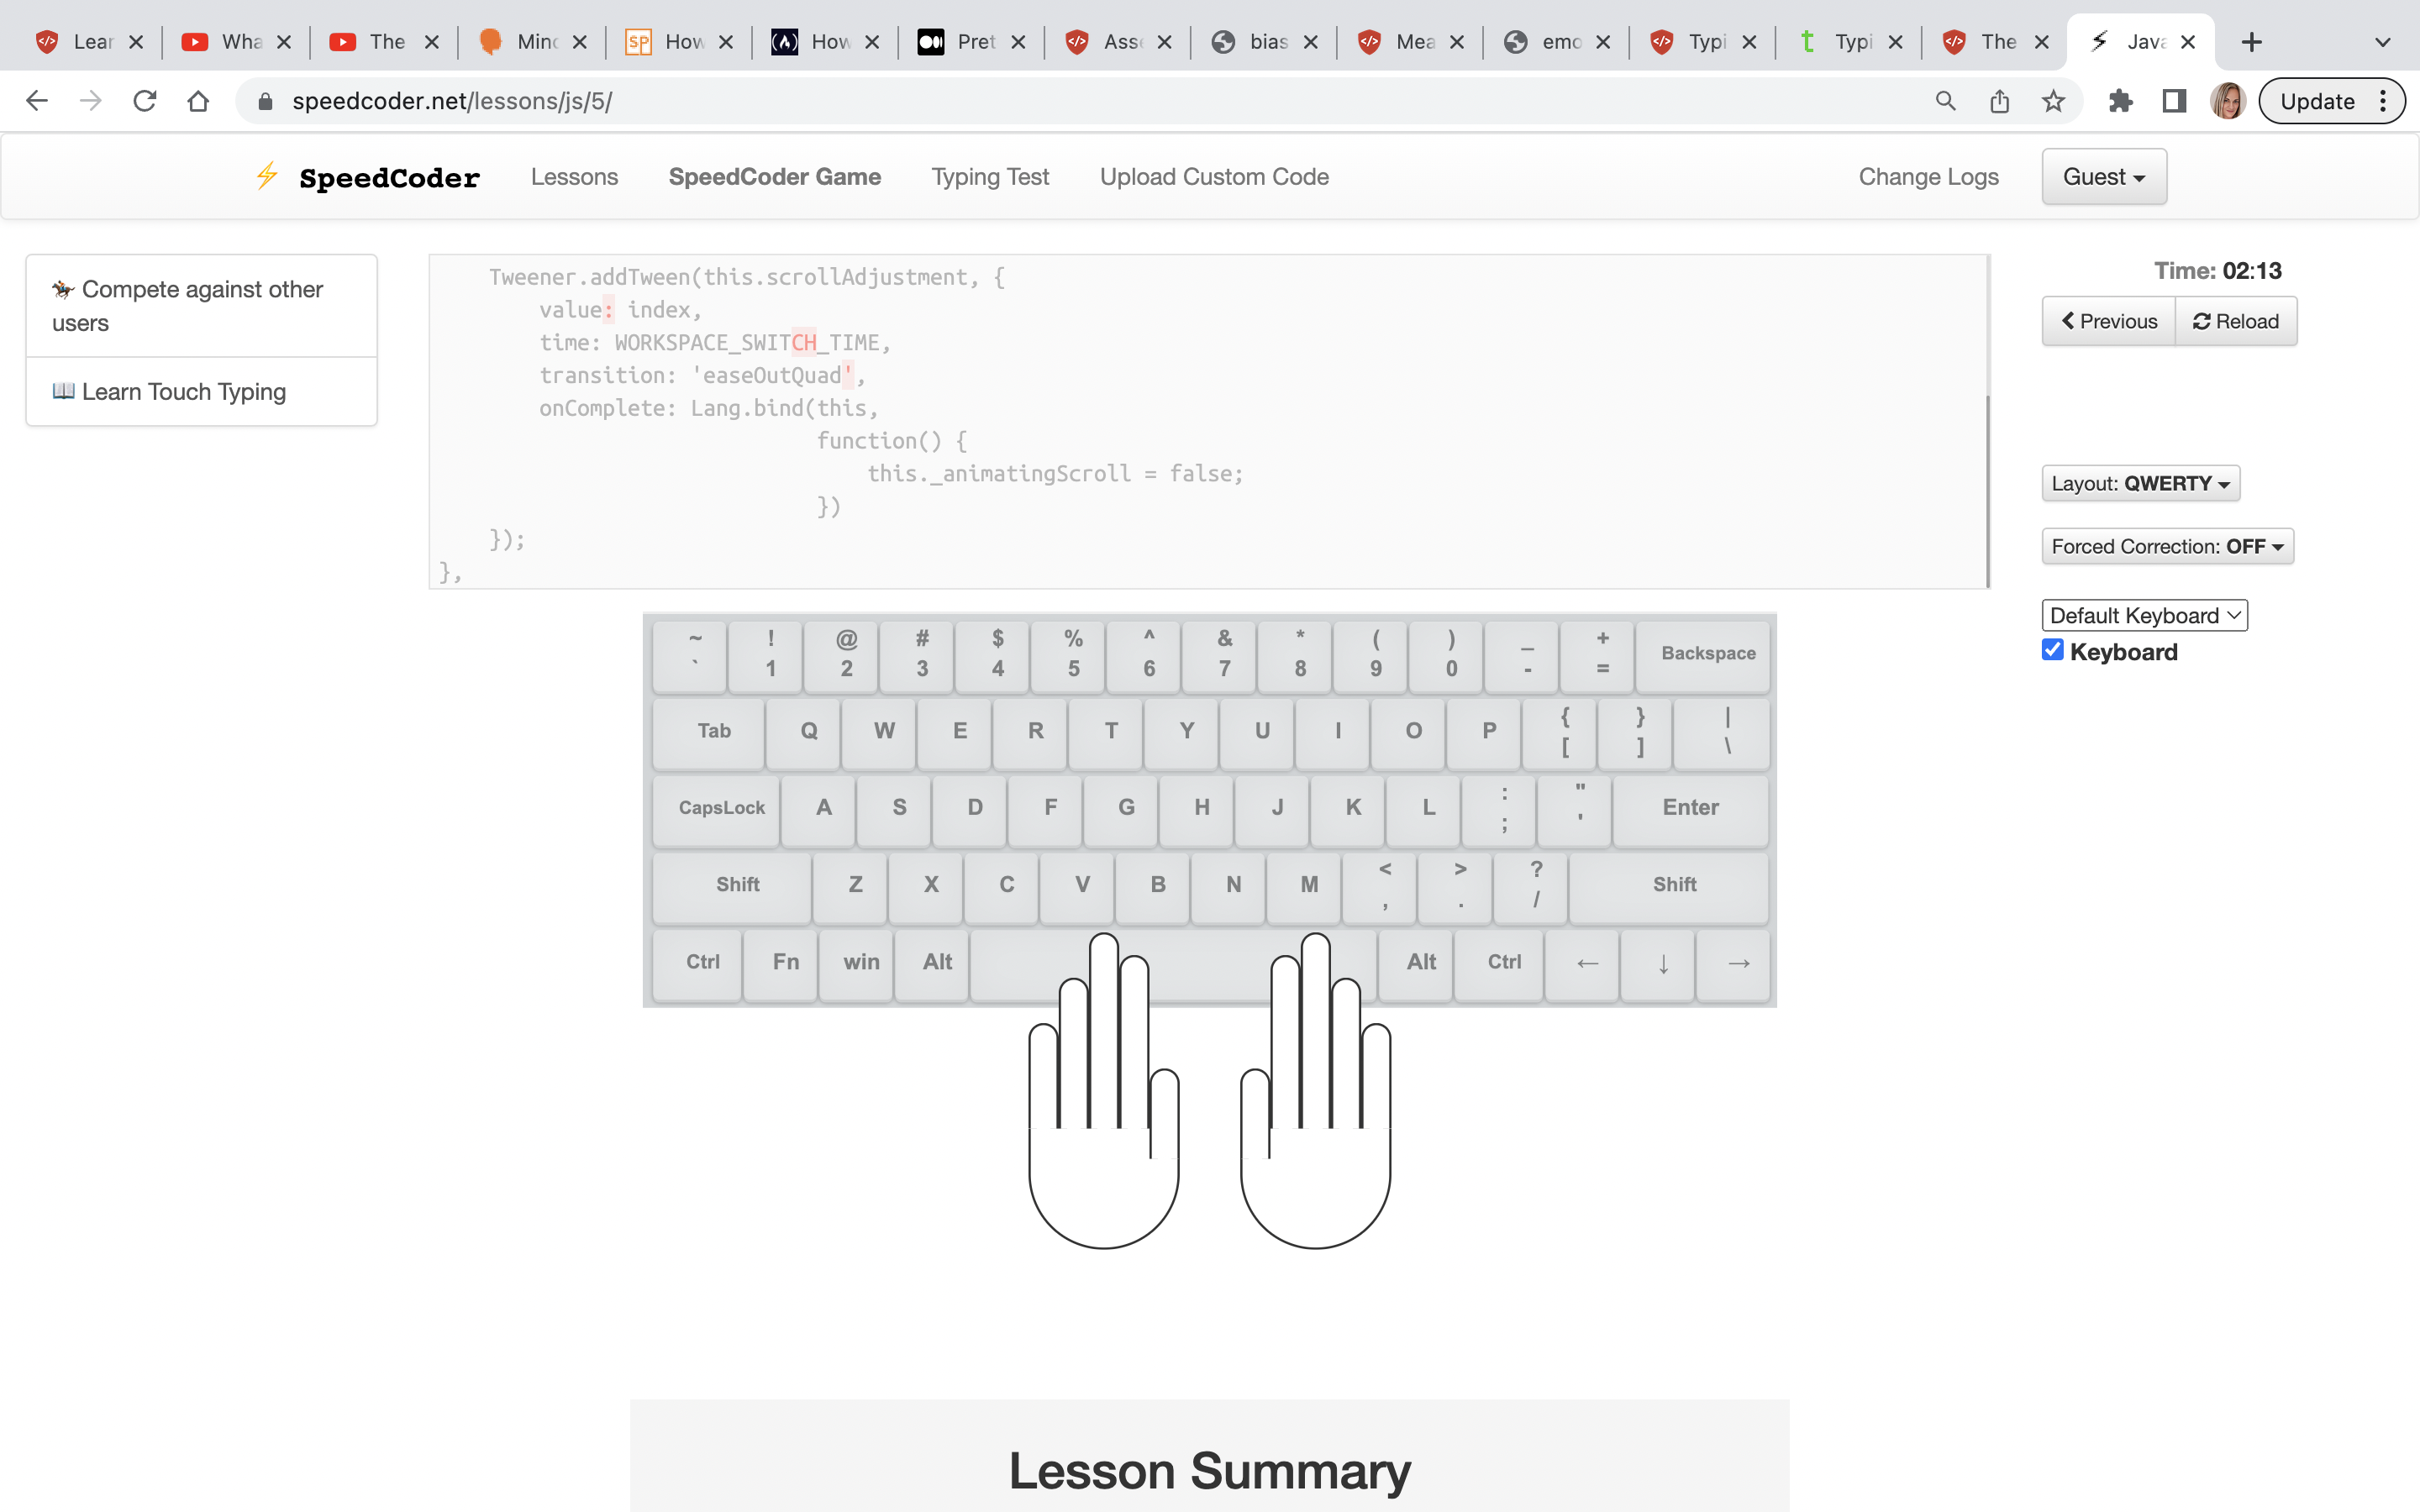 Lear
Wha
The
Minc
SP
How
How
Pret
Ass
bias
Mea
emo
Typi
t
Typi
The
Java
speedcoder.net/lessons/js/5/
Update
SpeedCoder
Lessons
SpeedCoder Game
Typing Test
Upload Custom Code
Change Logs
Guest
Compete against other
users
Learn Touch Typing
Tweener.addTween(this.scrollAdjustment, {
value: index,
time: WORKSPACE_SWITCH_TIME,
transition: 'easeOutQuad',
onComplete: Lang.bind(this,
function() {
this._animatingScroll = false;
})
});
},
Time: 02:13
Previous
Reload
Layout: QWERTY
Forced Correction: OFF
Default Keyboard
Keyboard
~ ! @ # $ % ^ & * ( ) _ +
` 1 2 3 4 5 6 7 8 9 0 - = Backspace
Tab Q W E R T Y U I O P { [ } ] | \
CapsLock A S D F G H J K L : ; " ' Enter
Shift Z X C V B N M < , > . ? / Shift
Ctrl Fn win Alt Alt Ctrl ← ↓ →
Lesson Summary